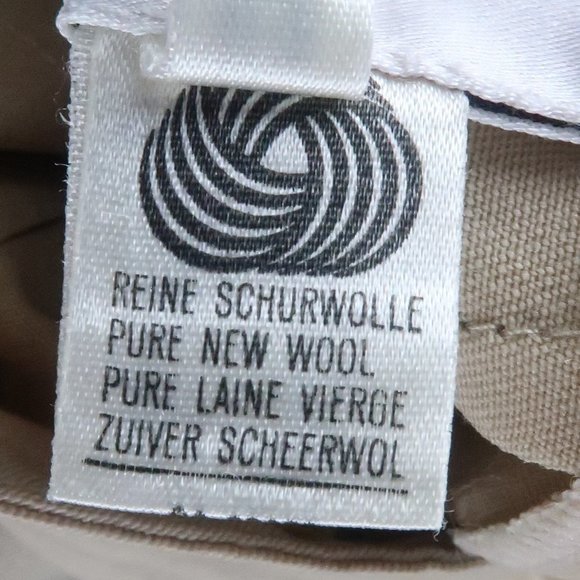 REINE SCHURWOLLE
PURE NEW WOOL
PURE LAINE VIERGE
ZUIVER SCHEERWOL